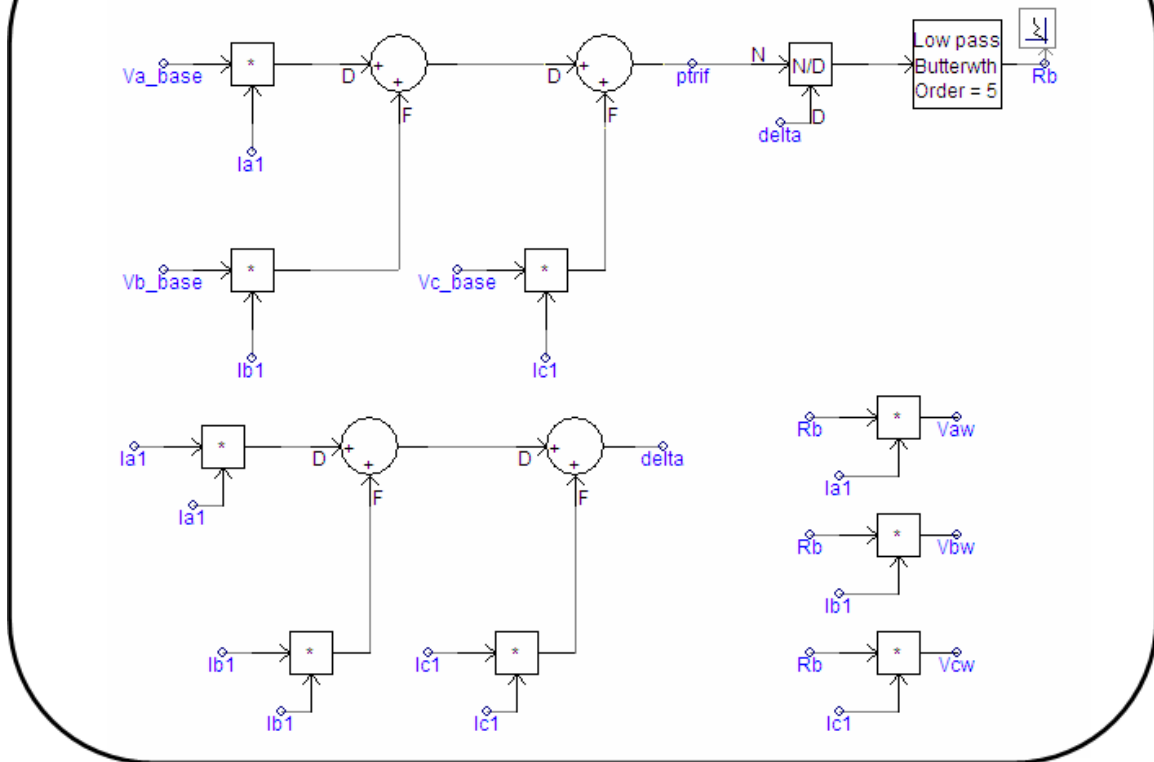 Va_base
*
D
+
+
F
D
+
+
F
ptrif
N
N/D
D
delta
Low pass
Butterwth
Order = 5
Rb
Ia1
Vb_base
*
Ib1
Vc_base
*
Ic1
Ia1
*
Ia1
D
+
+
F
D
+
+
F
delta
Ib1
*
Ib1
Ic1
*
Ic1
Rb
*
Vaw
Ia1
Rb
*
Vbw
Ib1
Rb
*
Vcw
Ic1